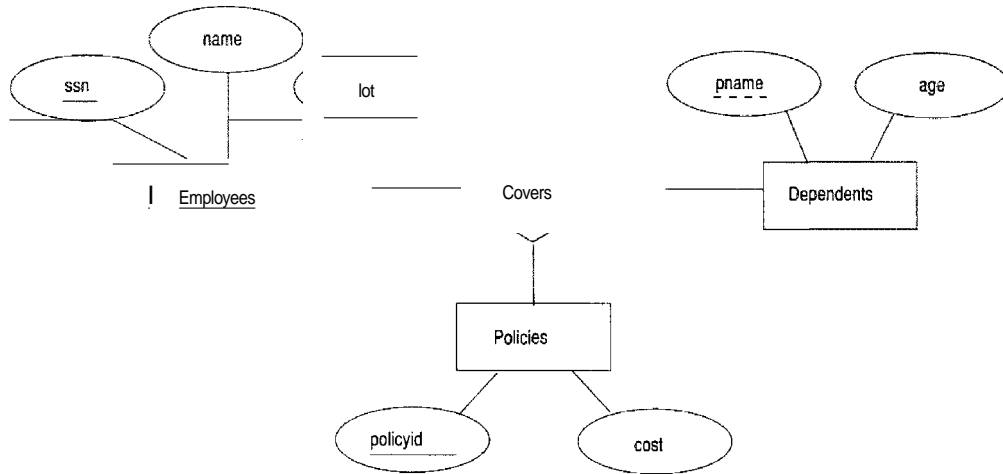 name
ssn
lot
pname
age
Employees
Covers
Dependents
Policies
policyid
cost